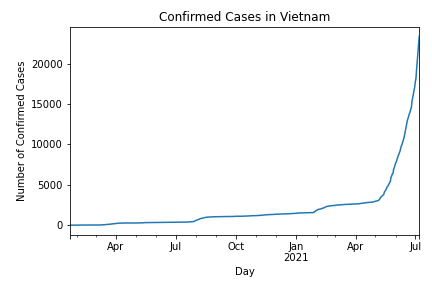 Confirmed Cases in Vietnam
Number of Confirmed Cases
20000
15000
10000
5000
0
Apr Jul Oct Jan Apr Jul
2021
Day